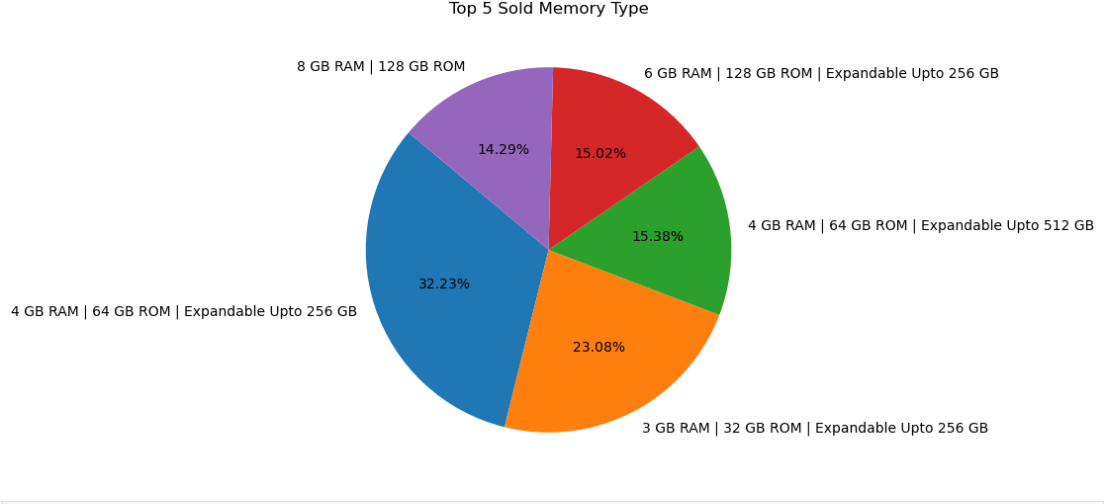 Top 5 Sold Memory Type
8 GB RAM | 128 GB ROM
6 GB RAM | 128 GB ROM | Expandable Upto 256 GB
14.29%
15.02%
4 GB RAM | 64 GB ROM | Expandable Upto 512 GB
15.38%
32.23%
4 GB RAM | 64 GB ROM | Expandable Upto 256 GB
23.08%
3 GB RAM | 32 GB ROM | Expandable Upto 256 GB